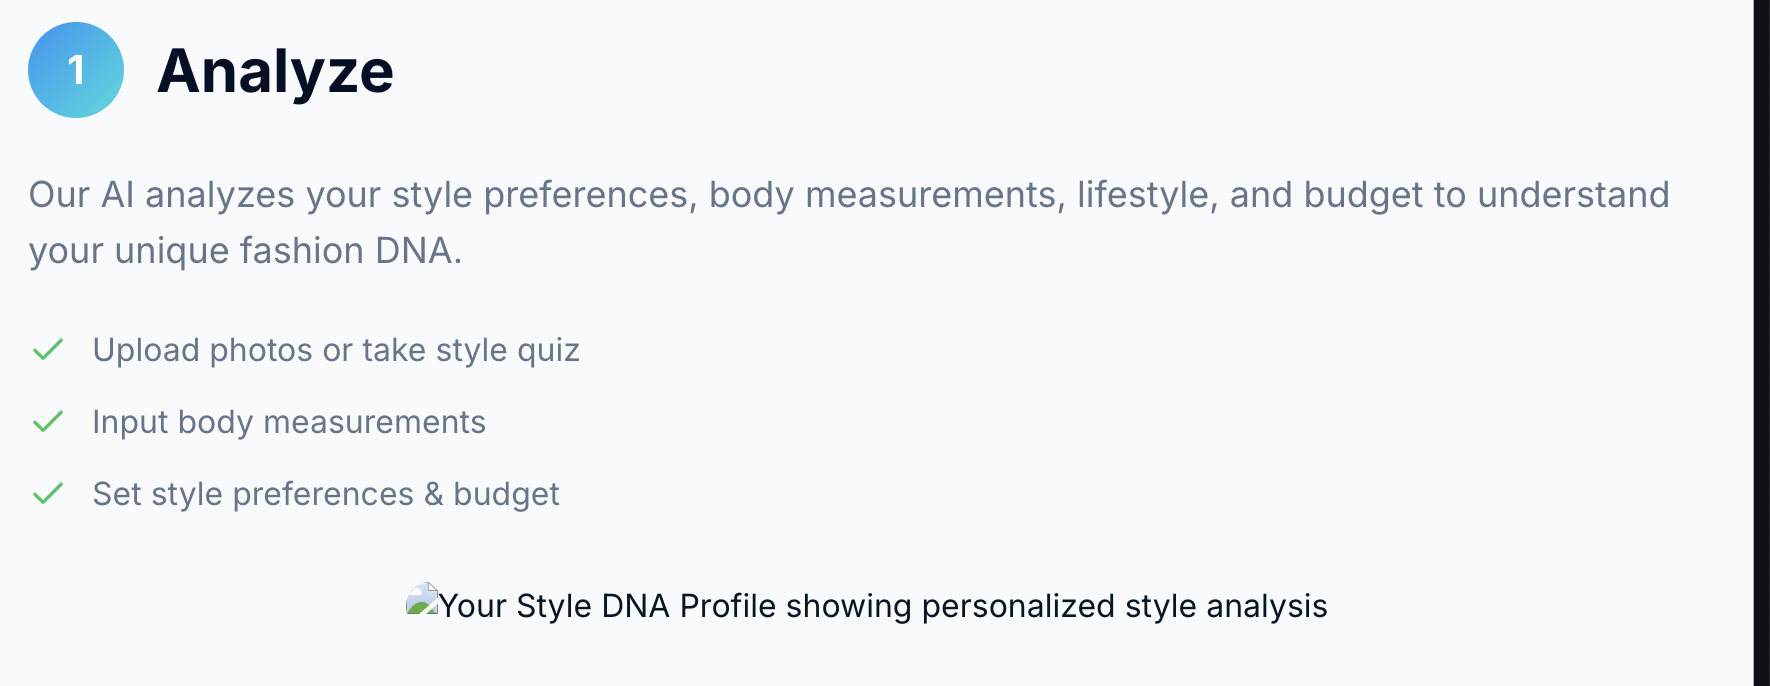 1
Analyze
Our AI analyzes your style preferences, body measurements, lifestyle, and budget to understand
your unique fashion DNA.
Upload photos or take style quiz
Input body measurements
Set style preferences & budget
Your Style DNA Profile showing personalized style analysis